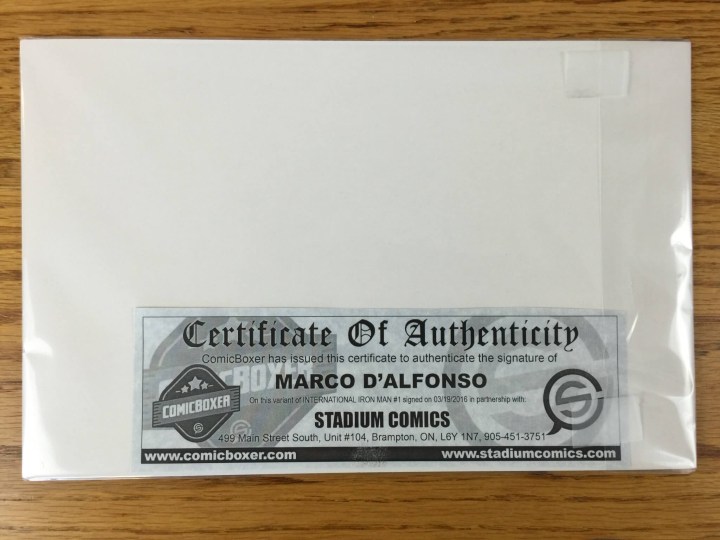 Certificate Of Authenticity
ComicBoxer has issued this certificate to authenticate the signature of
MARCO D'ALFONSO
COMICBOXER
On this variant of INTERNATIONAL IRON MAN #1 signed on 03/19/2016 in partnership with:
STADIUM COMICS
499 Main Street South, Unit #104, Brampton, ON, L6Y 1N7, 905-451-3751
www.comicboxer.com www.stadiumcomics.com